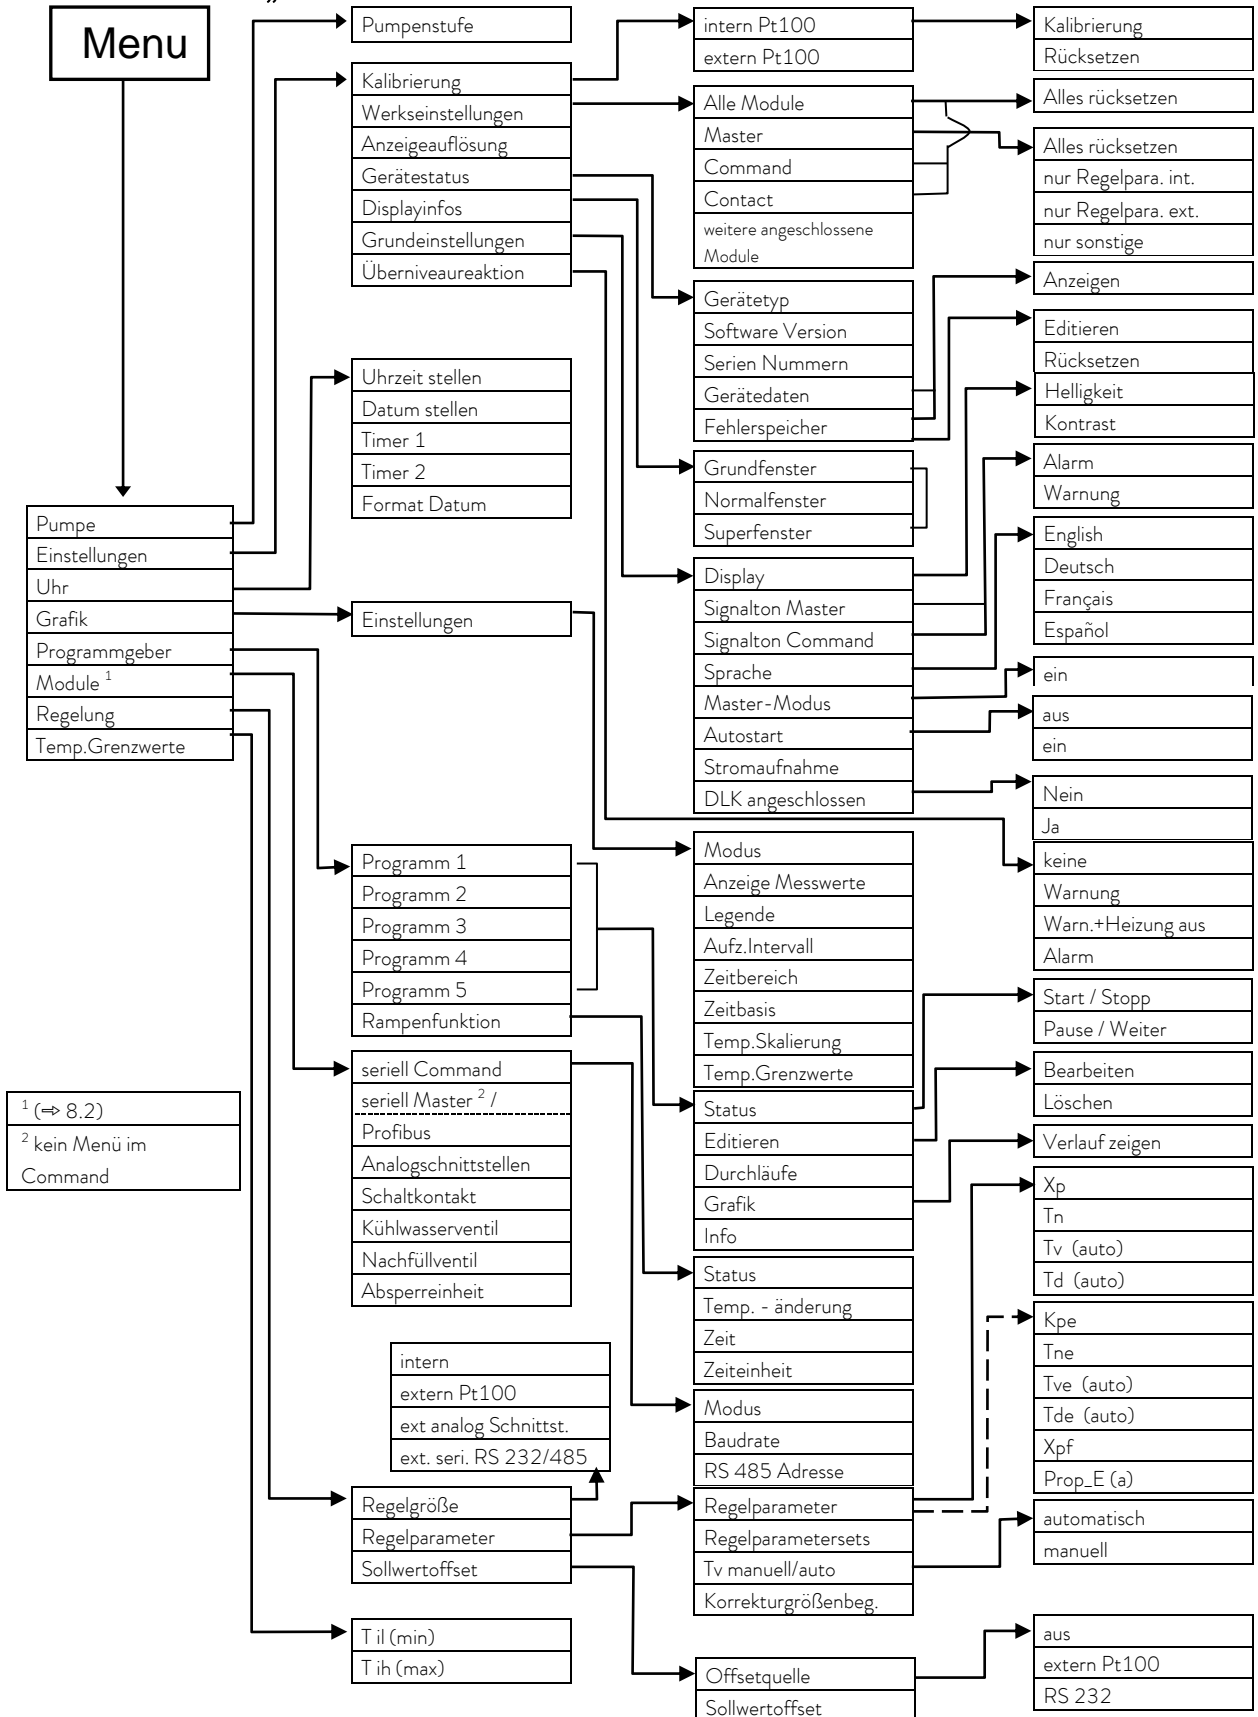 „
Menu
Pumpe
Einstellungen
Uhr
Grafik
Programmgeber
Module 1
Regelung
Temp.Grenzwerte
1 (⇨ 8.2)
2 kein Menü im
Command
Pumpenstufe
Kalibrierung
Werkseinstellungen
Anzeigeauflösung
Gerätestatus
Displayinfos
Grundeinstellungen
Überniveaureaktion
Uhrzeit stellen
Datum stellen
Timer 1
Timer 2
Format Datum
Einstellungen
Programm 1
Programm 2
Programm 3
Programm 4
Programm 5
Rampenfunktion
seriell Command
seriell Master 2 /
Profibus
Analogschnittstellen
Schaltkontakt
Kühlwasserventil
Nachfüllventil
Absperreinheit
intern
extern Pt100
ext analog Schnittst.
ext. seri. RS 232/485
Regelgröße
Regelparameter
Sollwertoffset
T il (min)
T ih (max)
intern Pt100
extern Pt100
Alle Module
Master
Command
Contact
weitere angeschlossene
Module
Gerätetyp
Software Version
Serien Nummern
Gerätedaten
Fehlerspeicher
Grundfenster
Normalfenster
Superfenster
Display
Signalton Master
Signalton Command
Sprache
Master-Modus
Autostart
Stromaufnahme
DLK angeschlossen
Modus
Anzeige Messwerte
Legende
Aufz.Intervall
Zeitbereich
Zeitbasis
Temp.Skalierung
Temp.Grenzwerte
Status
Editieren
Durchläufe
Grafik
Info
Status
Temp. - änderung
Zeit
Zeiteinheit
Modus
Baudrate
RS 485 Adresse
Regelparameter
Regelparametersets
Tv manuell/auto
Korrekturgrößenbeg.
Offsetquelle
Sollwertoffset
Kalibrierung
Rücksetzen
Alles rücksetzen
Alles rücksetzen
nur Regelpara. int.
nur Regelpara. ext.
nur sonstige
Anzeigen
Editieren
Rücksetzen
Helligkeit
Kontrast
Alarm
Warnung
English
Deutsch
Français
Español
ein
aus
ein
Nein
Ja
keine
Warnung
Warn.+Heizung aus
Alarm
Start / Stopp
Pause / Weiter
Bearbeiten
Löschen
Verlauf zeigen
Xp
Tn
Tv (auto)
Td (auto)
Kpe
Tne
Tve (auto)
Tde (auto)
Xpf
Prop_E (a)
automatisch
manuell
aus
extern Pt100
RS 232